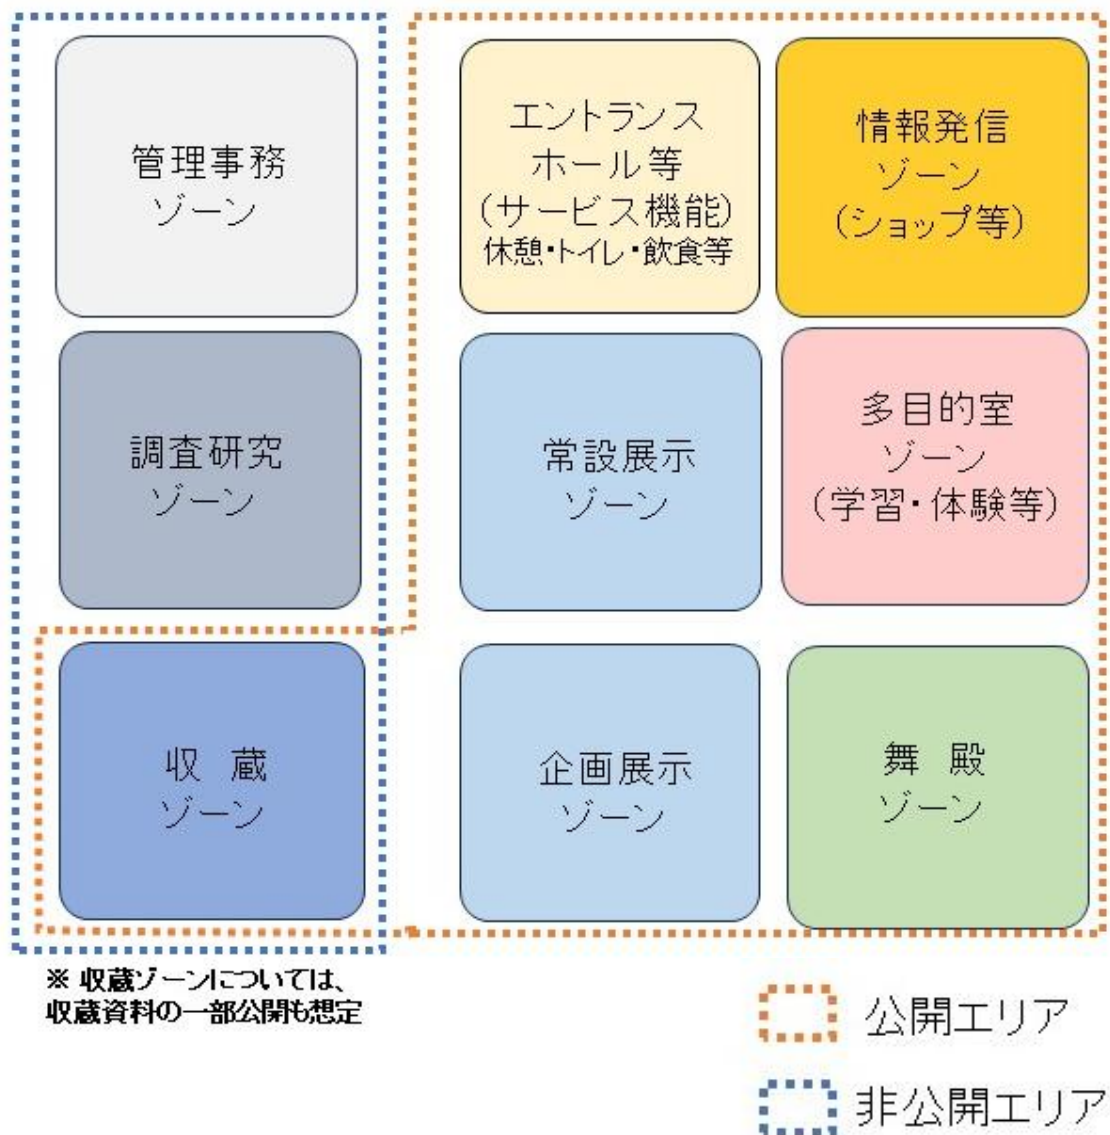 管理事務
ゾーン
エントランス
ホール等
(サービス機能)
休憩・トイレ・飲食等
情報発信
ゾーン
(ショップ等)
調査研究
ゾーン
常設展示
ゾーン
多目的室
ゾーン
(学習・体験等)
収 蔵
ゾーン
企画展示
ゾーン
舞 殿
ゾーン
※ 収蔵ゾーンについては、
収蔵資料の一部公開も想定
公開エリア
非公開エリア